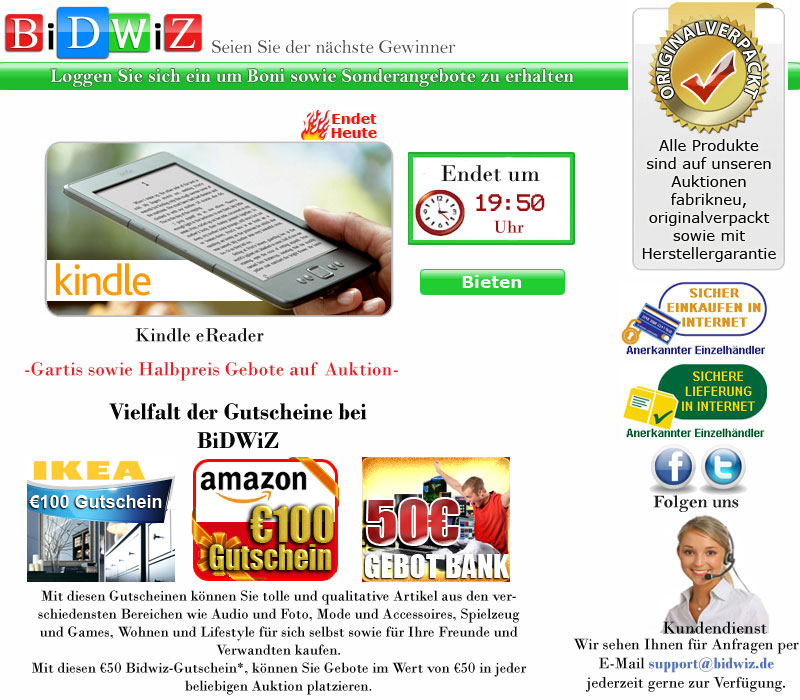 BiDWiZ
Seien Sie der nächste Gewinner
Loggen Sie sich ein um Boni sowie Sonderangebote zu erhalten
Endet
Heute
kindle
Kindle eReader
-Gartis sowie Halbpreis Gebote auf Auktion-
Endet um
19:50
Uhr
Bieten
Vielfalt der Gutscheine bei
BiDWiZ
IKEA
€100 Gutschein
amazon
€100
Gutschein
50€
GEBOT BANK
Mit diesen Gutscheinen können Sie tolle und qualitative Artikel aus den ver-
schiedensten Bereichen wie Audio und Foto, Mode und Accessoires, Spielzeug
und Games, Wohnen und Lifestyle für sich selbst sowie für Ihre Freunde und
Verwandten kaufen.
Mit diesen €50 Bidwiz-Gutschein*, können Sie Gebote im Wert von €50 in jeder
beliebigen Auktion platzieren.
ORIGINALVERPACKT
Alle Produkte
sind auf unseren
Auktionen
fabrikneu,
originalverpackt
sowie mit
Herstellergarantie
SICHER
EINKAUFEN IN
INTERNET
Anerkannter Einzelhändler
SICHERE
LIEFERUNG
IN INTERNET
Anerkannter Einzelhändler
Folgen uns
Kundendienst
Wir sehen Ihnen für Anfragen per
E-Mail support@bidwiz.de
jederzeit gerne zur Verfügung.